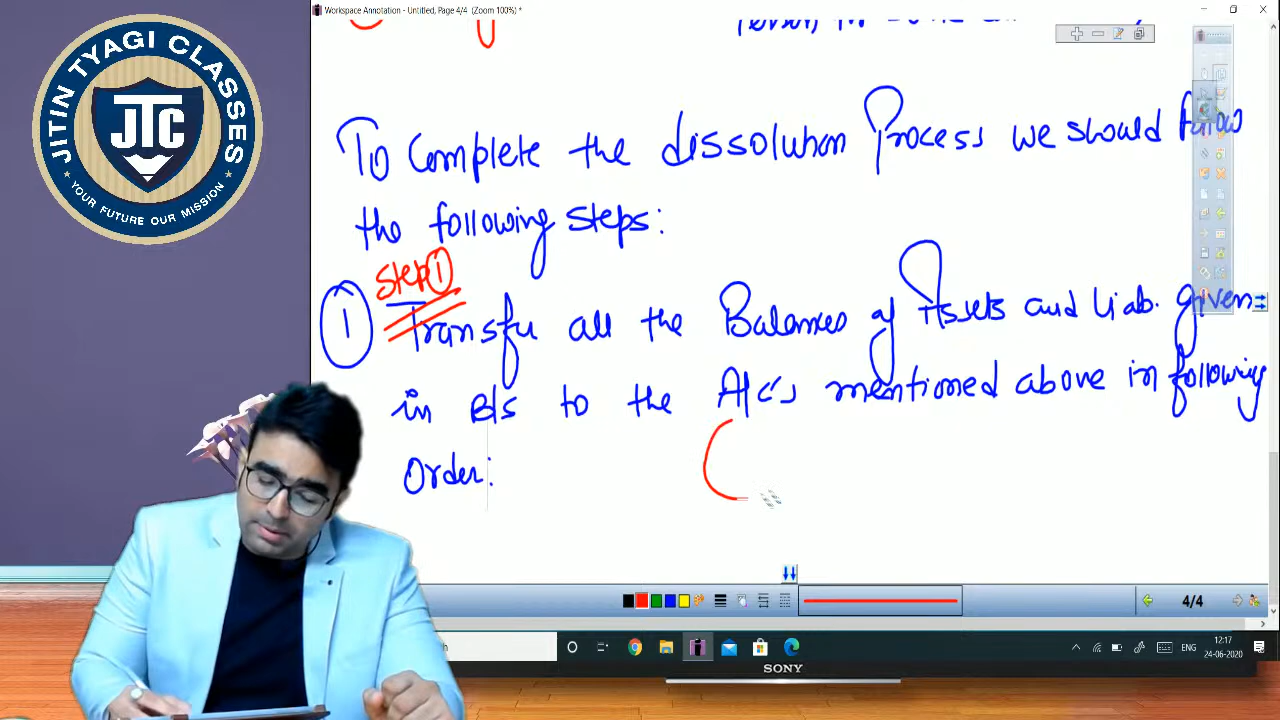 Workspace Annotation - Untitled, Page 4/4 (Zoom 100%) *
JITIN TYAGI CLASSES
JTC
YOUR FUTURE OUR MISSION
To Complete the dissolution Process we should follow
the following steps:
Step 1
1 Transfer all the Balances of Assets and Liab. given
in B/S to the A/c's mentioned above in following
Order:
4/4
ENG
12:17
24-06-2020
SONY